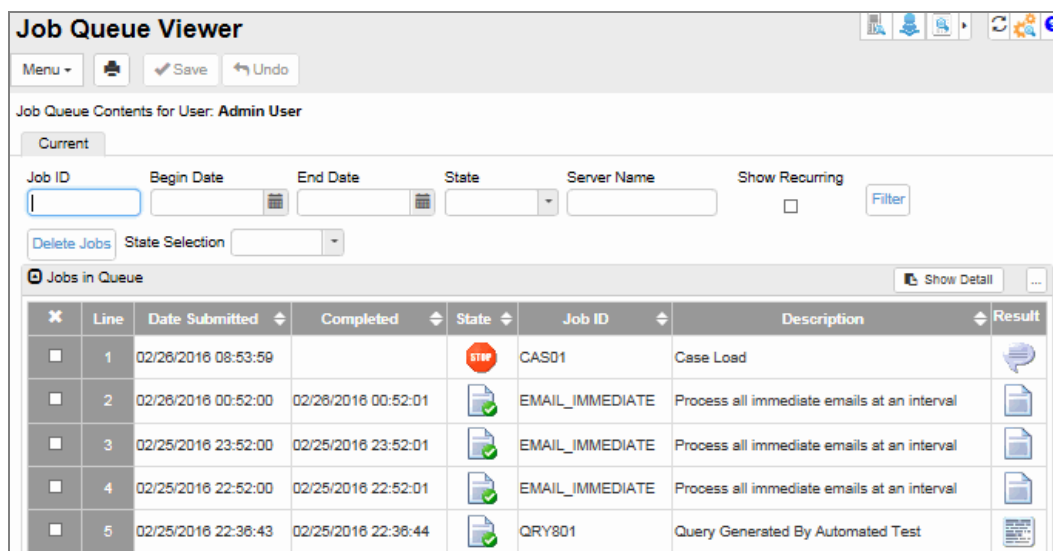 Job Queue Viewer
Menu
Save
Undo
Job Queue Contents for User: Admin User
Current
Job ID Begin Date End Date State Server Name Show Recurring
Filter
Delete Jobs State Selection
Jobs in Queue Show Detail ...
Line Date Submitted Completed State Job ID Description Result
1 02/26/2016 08:53:59 STOP CAS01 Case Load
2 02/26/2016 00:52:00 02/26/2016 00:52:01 EMAIL_IMMEDIATE Process all immediate emails at an interval
3 02/25/2016 23:52:00 02/25/2016 23:52:01 EMAIL_IMMEDIATE Process all immediate emails at an interval
4 02/25/2016 22:52:00 02/25/2016 22:52:01 EMAIL_IMMEDIATE Process all immediate emails at an interval
5 02/25/2016 22:36:43 02/25/2016 22:36:44 QRY801 Query Generated By Automated Test